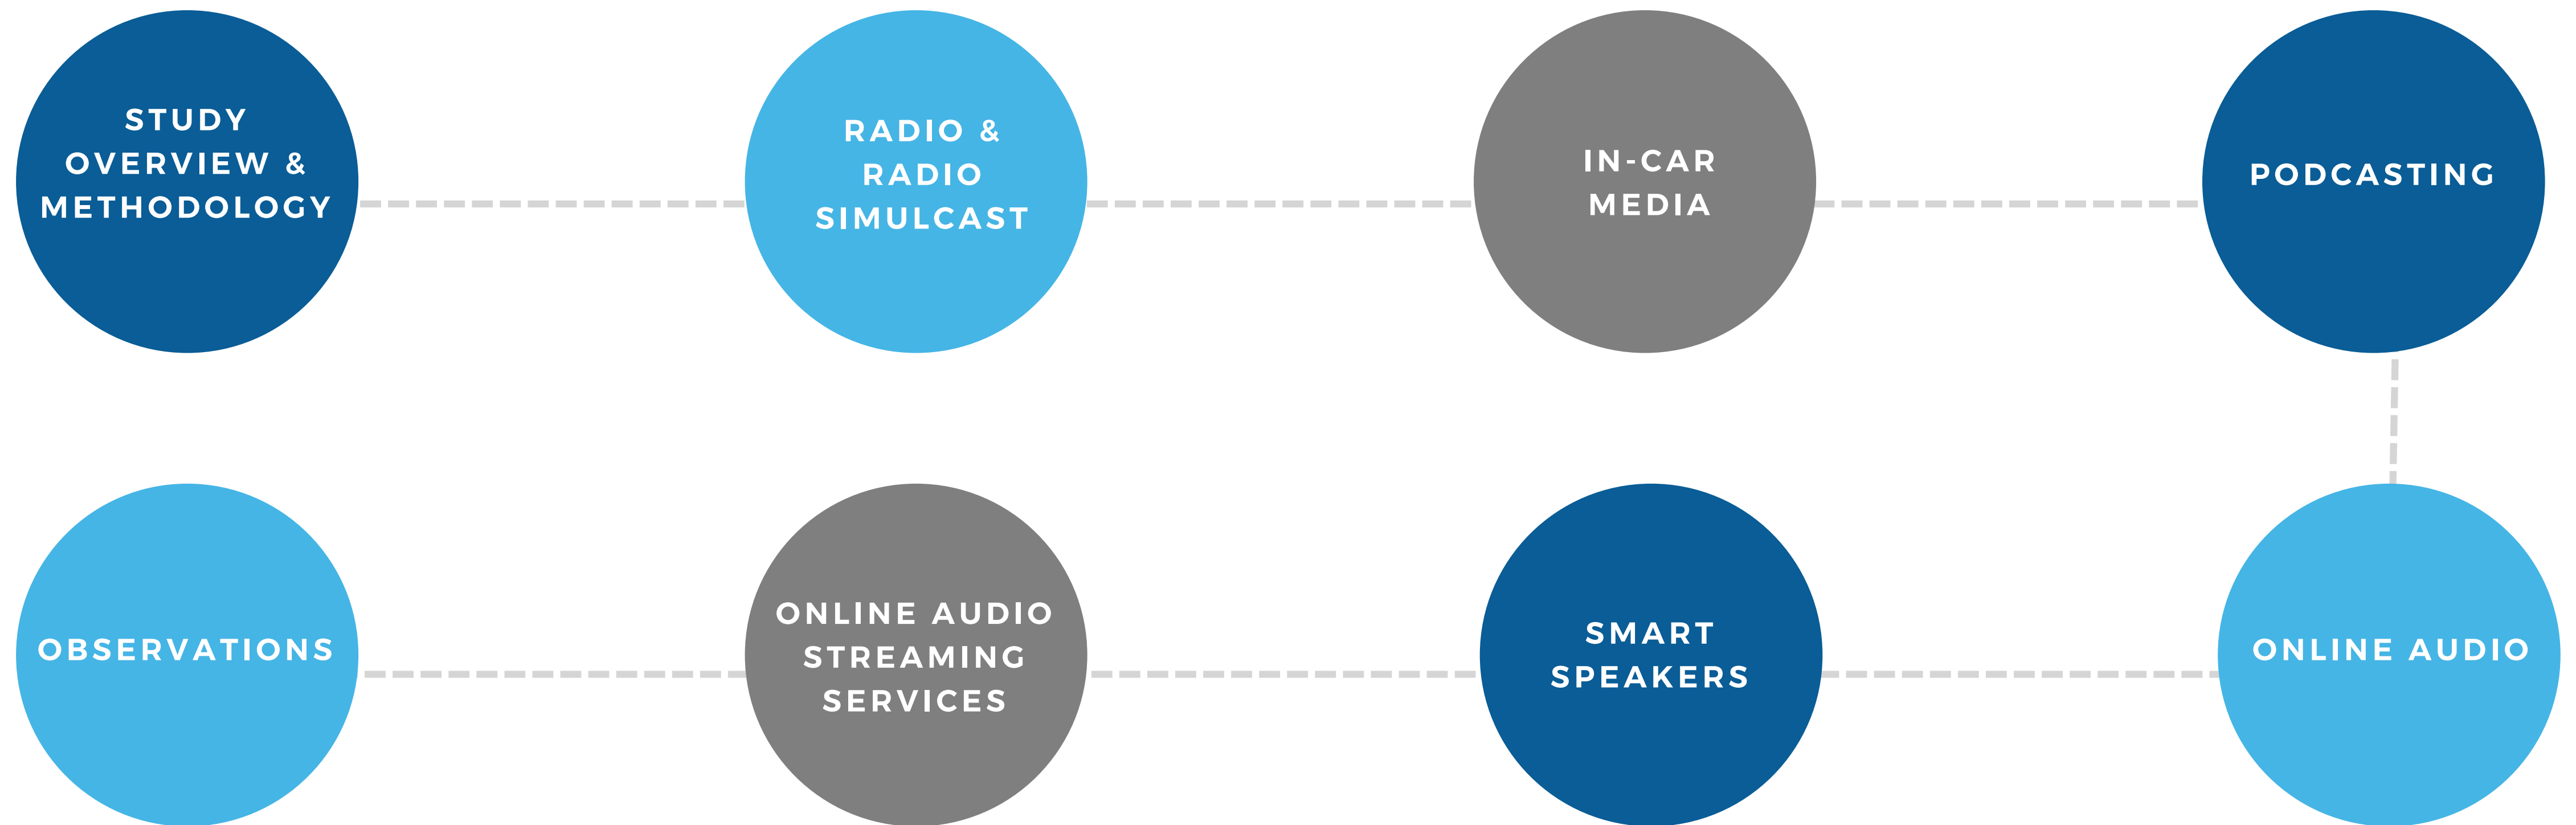 STUDY
OVERVIEW &
METHODOLOGY
RADIO &
RADIO
SIMULCAST
IN-CAR
MEDIA
PODCASTING
OBSERVATIONS
ONLINE AUDIO
STREAMING
SERVICES
SMART
SPEAKERS
ONLINE AUDIO